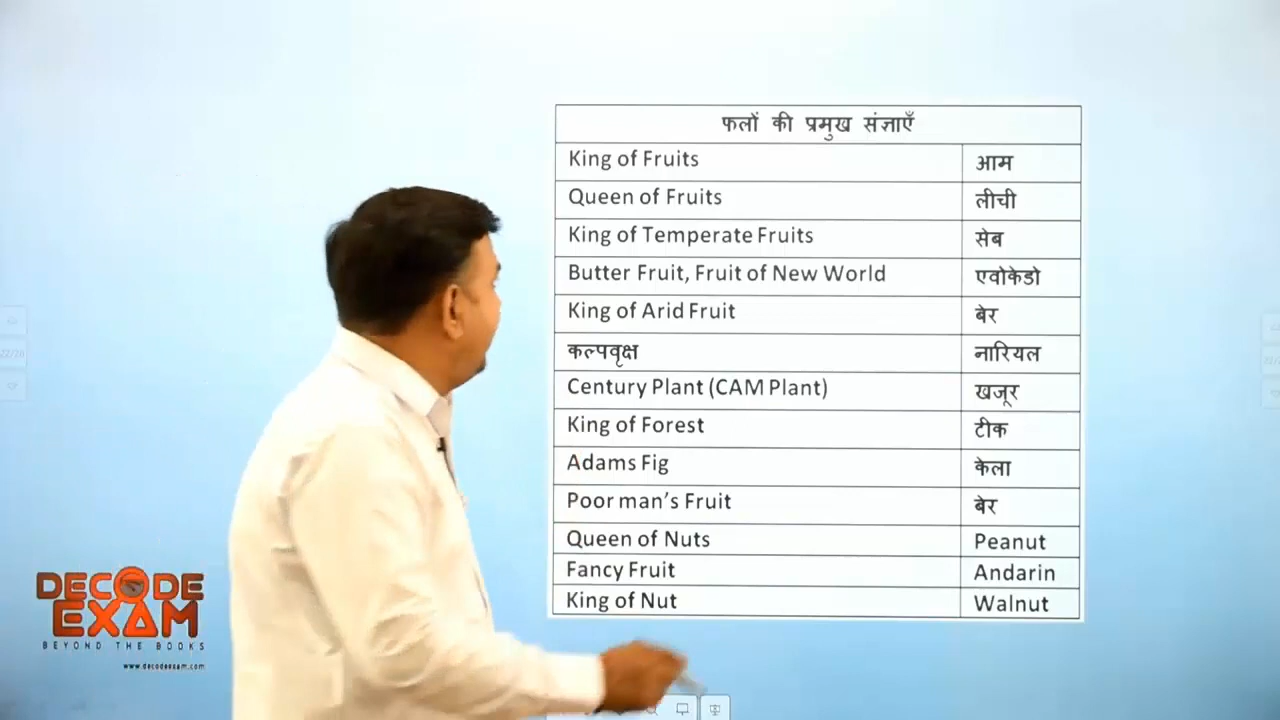 फलों की प्रमुख संज्ञाएँ
King of Fruits आम
Queen of Fruits लीची
King of Temperate Fruits सेब
Butter Fruit, Fruit of New World एवोकेडो
King of Arid Fruit बेर
कल्पवृक्ष नारियल
Century Plant (CAM Plant) खजूर
King of Forest टीक
Adams Fig केला
Poor man’s Fruit बेर
Queen of Nuts Peanut
Fancy Fruit Andarin
King of Nut Walnut
DECODE
EXAM
BEYOND THE BOOKS
www.decodeexam.com